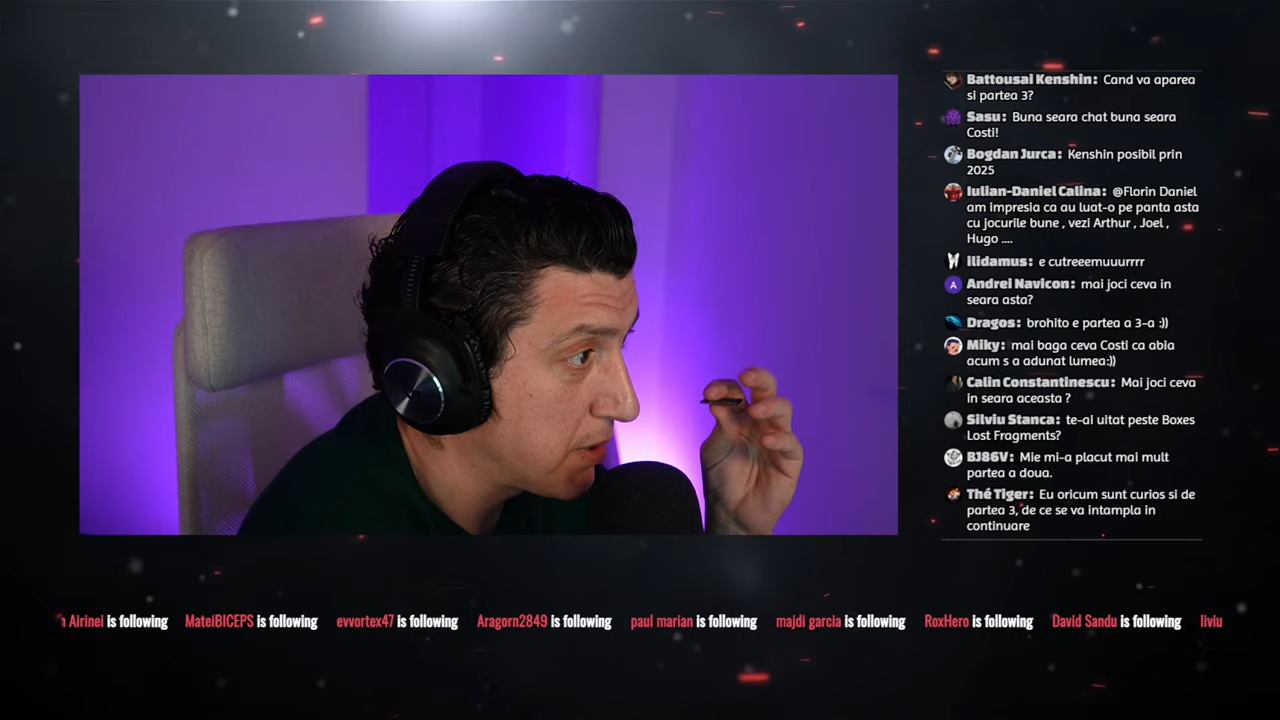 Battousai Kenshin: Cand va aparea
si partea 3?
Sasu: Buna seara chat buna seara
Costi!
Bogdan Jurca: Kenshin posibil prin
2025
Iulian-Daniel Calina: @Florin Daniel
am impresia ca au luat-o pe panta asta
cu jocurile bune , vezi Arthur , Joel ,
Hugo ....
ilidamus: e cutreeemuuurrrr
A
Andrei Navicon: mai joci ceva in
seara asta?
Dragos: brohito e partea a 3-a :))
Miky: mai baga ceva Costi ca abia
acum s a adunat lumea:))
Calin Constantinescu: Mai joci ceva
in seara aceasta ?
Silviu Stanca: te-ai uitat peste Boxes
Lost Fragments?
BJ86V: Mie mi-a placut mai mult
partea a doua.
Thé Tiger: Eu oricum sunt curios si de
partea 3, de ce se va intampla in
continuare
Airinei is following MateiBICEPS is following evvortex47 is following Aragorn2849 is following paul marian is following majdi garcia is following RoxHero is following David Sandu is following liviu